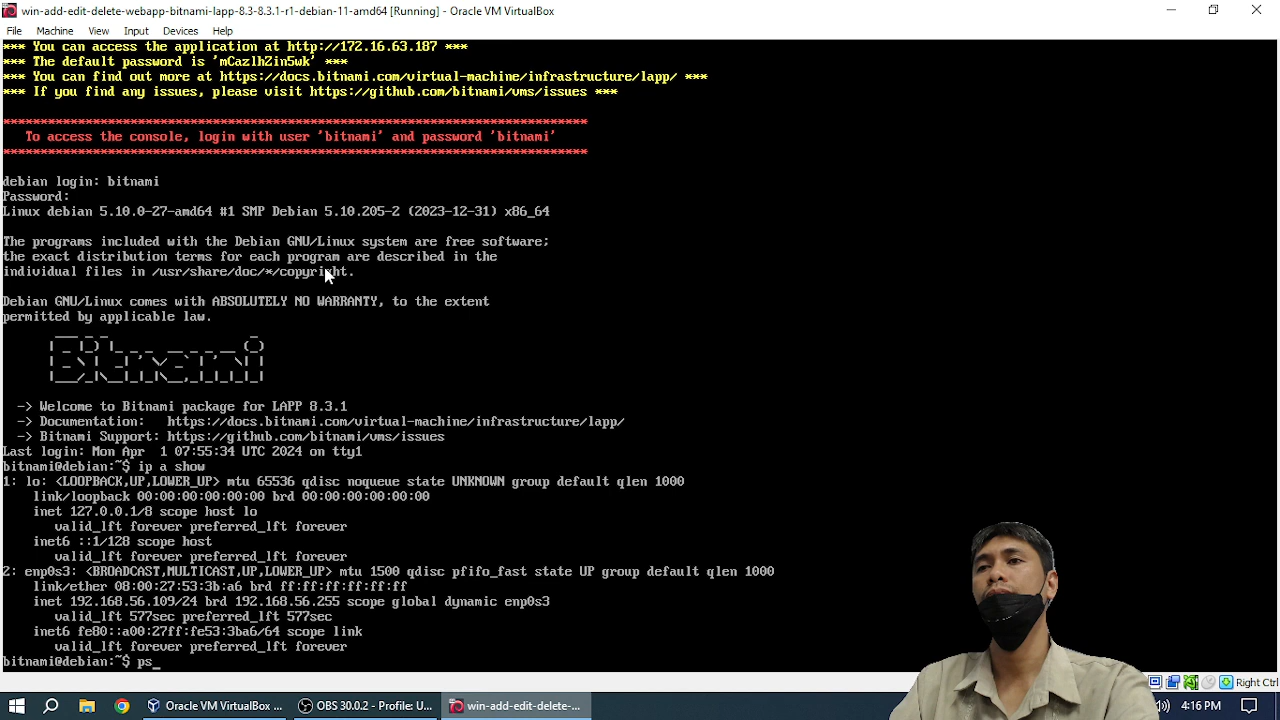 win-add-edit-delete-webapp-bitnami-lapp-8.3-8.3.1-r1-debian-11-amd64 [Running] - Oracle VM VirtualBox
File Machine View Input Devices Help
*** You can access the application at http://172.16.63.187 ***
*** The default password is 'mCazlhZin5wk' ***
*** You can find out more at https://docs.bitnami.com/virtual-machine/infrastructure/lapp/ ***
*** If you find any issues, please visit https://github.com/bitnami/vms/issues ***
******************************************************************************
To access the console, login with user 'bitnami' and password 'bitnami'
******************************************************************************
debian login: bitnami
Password:
Linux debian 5.10.0-27-amd64 #1 SMP Debian 5.10.205-2 (2023-12-31) x86_64
The programs included with the Debian GNU/Linux system are free software;
the exact distribution terms for each program are described in the
individual files in /usr/share/doc/*/copyright.
Debian GNU/Linux comes with ABSOLUTELY NO WARRANTY, to the extent
permitted by applicable law.
Bitnami
-> Welcome to Bitnami package for LAPP 8.3.1
-> Documentation: https://docs.bitnami.com/virtual-machine/infrastructure/lapp/
-> Bitnami Support: https://github.com/bitnami/vms/issues
Last login: Mon Apr 1 07:55:34 UTC 2024 on tty1
bitnami@debian:~$ ip a show
1: lo: <LOOPBACK,UP,LOWER_UP> mtu 65536 qdisc noqueue state UNKNOWN group default qlen 1000
link/loopback 00:00:00:00:00:00 brd 00:00:00:00:00:00
inet 127.0.0.1/8 scope host lo
valid_lft forever preferred_lft forever
inet6 ::1/128 scope host
valid_lft forever preferred_lft forever
2: enp0s3: <BROADCAST,MULTICAST,UP,LOWER_UP> mtu 1500 qdisc pfifo_fast state UP group default qlen 1000
link/ether 08:00:27:53:3b:a6 brd ff:ff:ff:ff:ff:ff
inet 192.168.56.109/24 brd 192.168.56.255 scope global dynamic enp0s3
valid_lft 577sec preferred_lft 577sec
inet6 fe80::a00:27ff:fe53:3ba6/64 scope link
valid_lft forever preferred_lft forever
bitnami@debian:~$ ps_
Right Ctrl
Oracle VM VirtualBox ... OBS 30.0.2 - Profile: U... win-add-edit-delete-... 4:16 PM